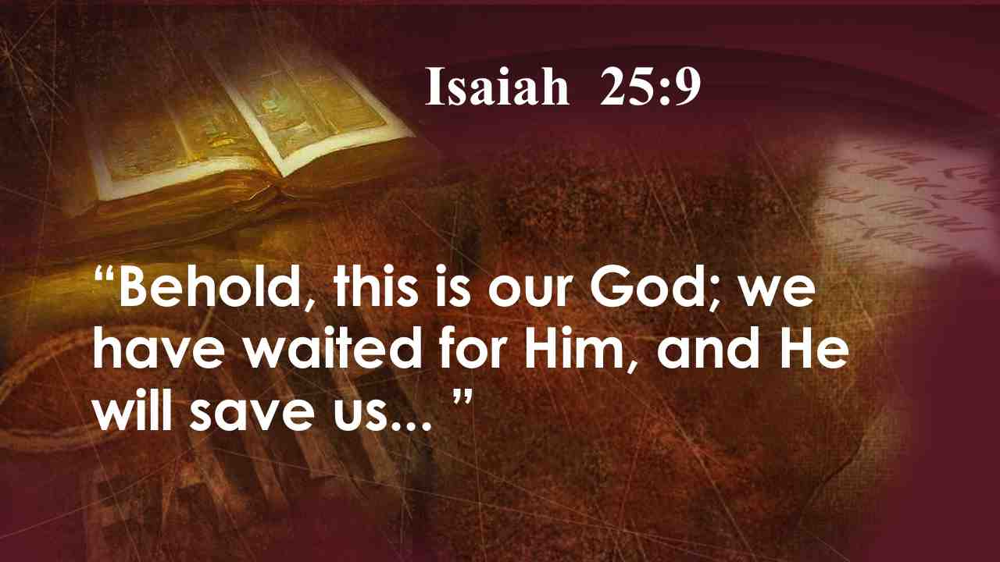 Isaiah  25:9
“Behold, this is our God; we
have waited for Him, and He
will save us... ”